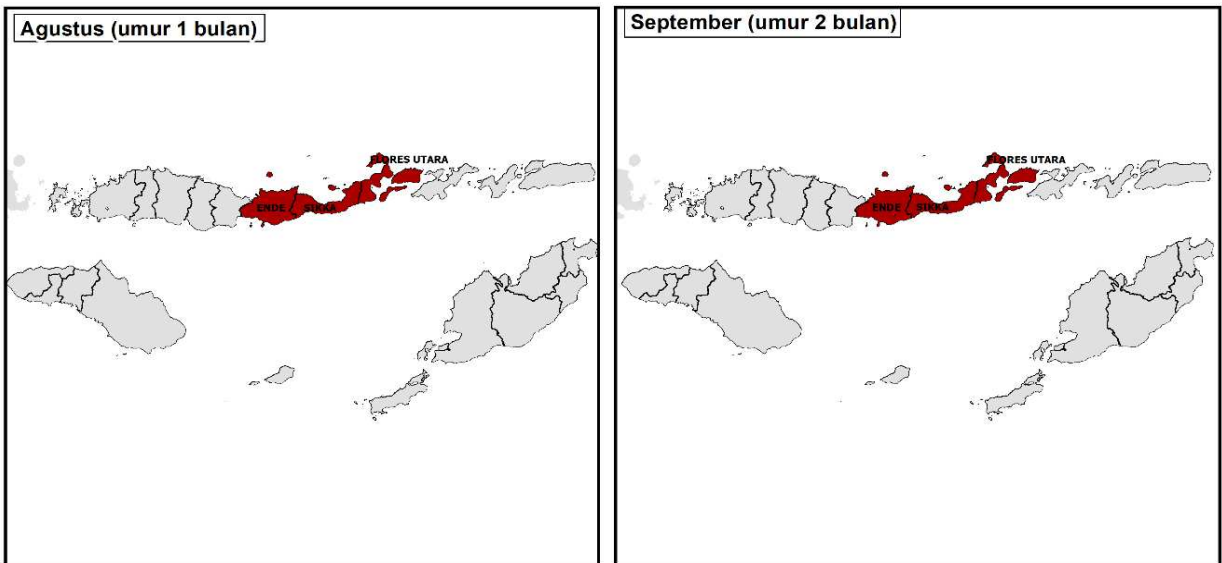 Agustus (umur 1 bulan)
FLORES UTARA
ENDE
SIKKA
September (umur 2 bulan)
FLORES UTARA
ENDE
SIKKA